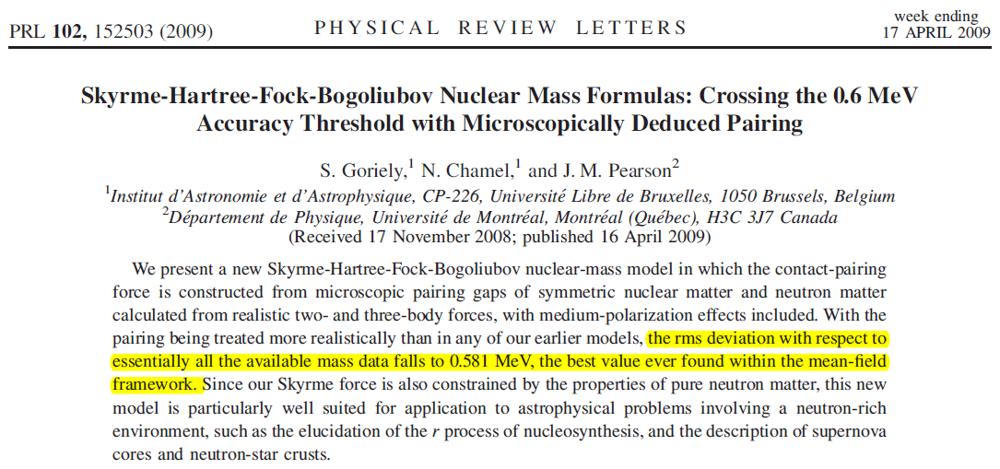 PRL 102, 152503 (2009)
PHYSICAL REVIEW LETTERS
week ending
17 APRIL 2009
Skyrme-Hartree-Fock-Bogoliubov Nuclear Mass Formulas: Crossing the 0.6 MeV
Accuracy Threshold with Microscopically Deduced Pairing
S. Goriely,1 N. Chamel,1 and J. M. Pearson2
1Institut d'Astronomie et d'Astrophysique, CP-226, Université Libre de Bruxelles, 1050 Brussels, Belgium
2Département de Physique, Université de Montréal, Montréal (Québec), H3C 3J7 Canada
(Received 17 November 2008; published 16 April 2009)
We present a new Skyrme-Hartree-Fock-Bogoliubov nuclear-mass model in which the contact-pairing
force is constructed from microscopic pairing gaps of symmetric nuclear matter and neutron matter
calculated from realistic two- and three-body forces, with medium-polarization effects included. With the
pairing being treated more realistically than in any of our earlier models, the rms deviation with respect to
essentially all the available mass data falls to 0.581 MeV, the best value ever found within the mean-field
framework. Since our Skyrme force is also constrained by the properties of pure neutron matter, this new
model is particularly well suited for application to astrophysical problems involving a neutron-rich
environment, such as the elucidation of the r process of nucleosynthesis, and the description of supernova
cores and neutron-star crusts.